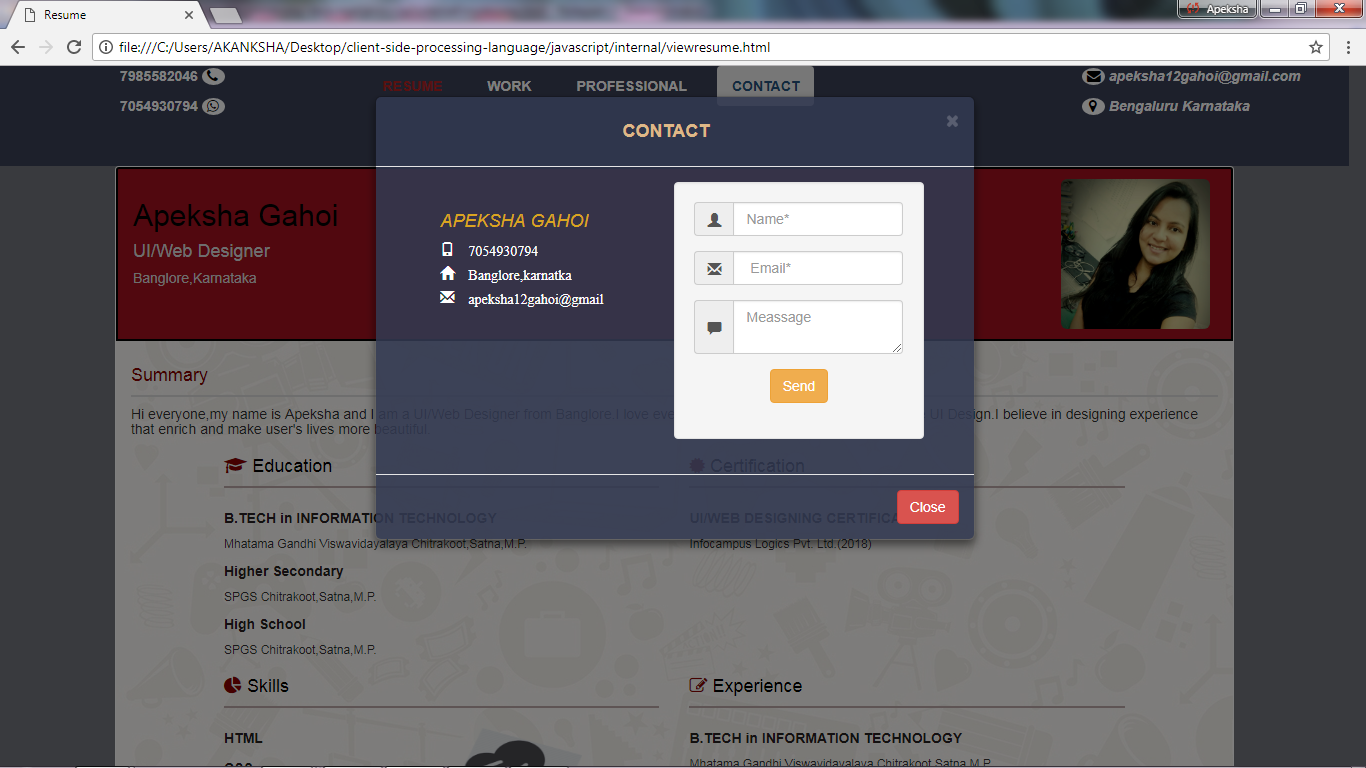 Resume
Apeksha
file:///C:/Users/AKANKSHA/Desktop/client-side-processing-language/javascript/internal/viewresume.html
7985582046
7054930794
RESUME WORK PROFESSIONAL CONTACT
apeksha12gahoi@gmail.com
Bengaluru Karnataka
CONTACT
×
APEKSHA GAHOI
7054930794
Banglore,karnatka
apeksha12gahoi@gmail
Name*
Email*
Meassage
Send
Close
Apeksha Gahoi
UI/Web Designer
Banglore,Karnataka
Summary
Hi everyone,my name is Apeksha and I am a UI/Web Designer from Banglore.I love eve UI Design.I believe in designing experience
that enrich and make user's lives more beautiful.
Education
B.TECH in INFORMATION TECHNOLOGY
Mhatama Gandhi Viswavidayalaya Chitrakoot,Satna,M.P.
Higher Secondary
SPGS Chitrakoot,Satna,M.P.
High School
SPGS Chitrakoot,Satna,M.P.
Certification
UI/WEB DESIGNING CERTIFICA
Infocampus Logics Pvt. Ltd.(2018)
Skills
HTML
Experience
B.TECH in INFORMATION TECHNOLOGY
Mhatama Gandhi Viswavidayalaya Chitrakoot,Satna,M.P.